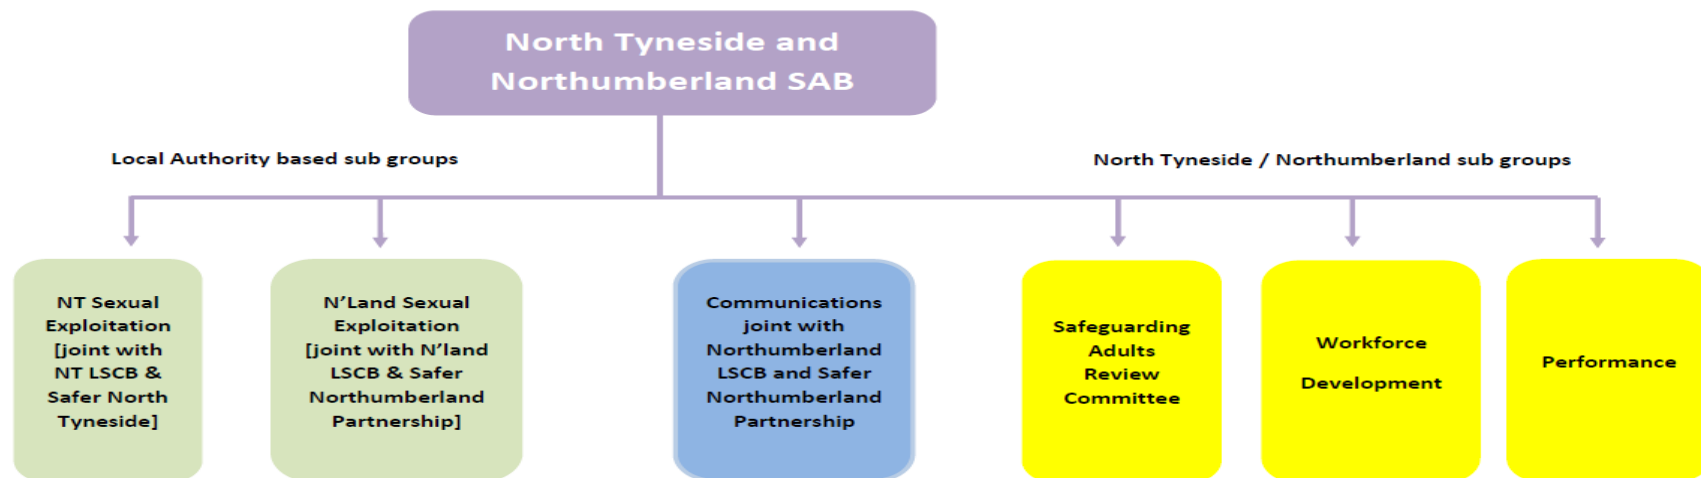 North Tyneside and
Northumberland SAB
Local Authority based sub groups
North Tyneside / Northumberland sub groups
NT Sexual
Exploitation
[joint with
NT LSCB &
Safer North
Tyneside]
N'Land Sexual
Exploitation
[joint with N'land
LSCB & Safer
Northumberland
Partnership]
Communications
joint with
Northumberland
LSCB and Safer
Northumberland
Partnership
Safeguarding
Adults
Review
Committee
Workforce
Development
Performance